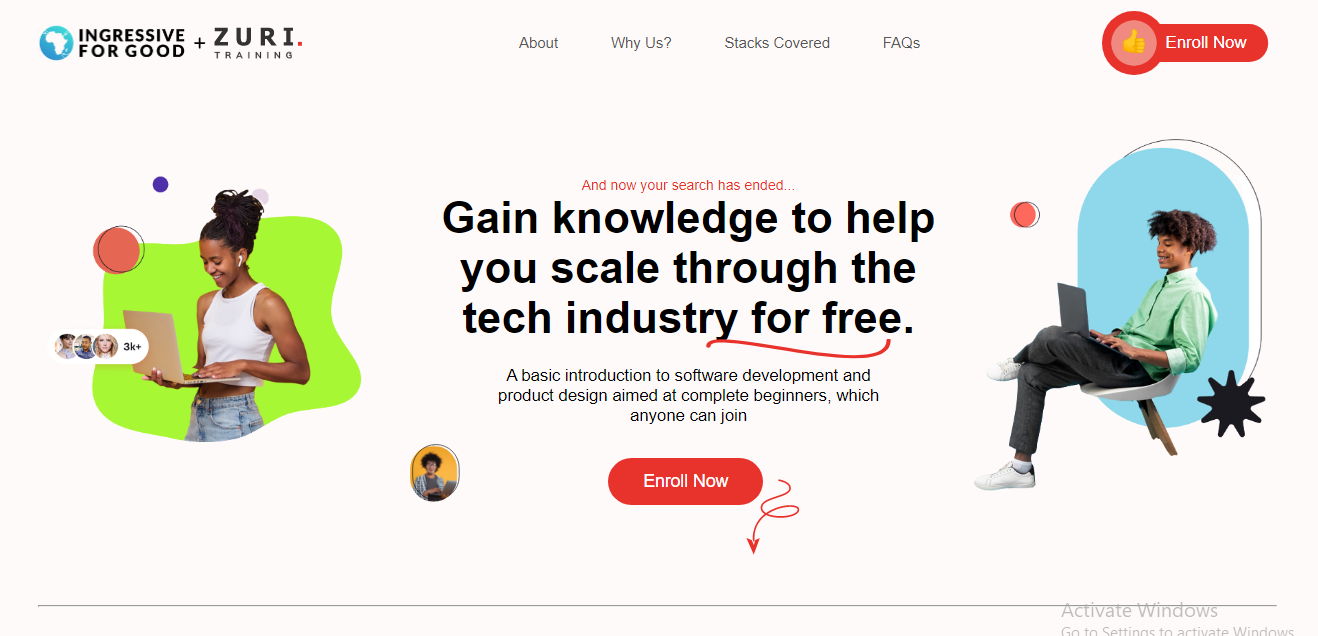 INGRESSIVE
FOR GOOD
+
ZURI.
TRAINING
About
Why Us?
Stacks Covered
FAQs
Enroll Now
And now your search has ended...
Gain knowledge to help
you scale through the
tech industry for free.
3k+
A basic introduction to software development and
product design aimed at complete beginners, which
anyone can join
Enroll Now
Activate Windows
Go to Settings to activate Windows.